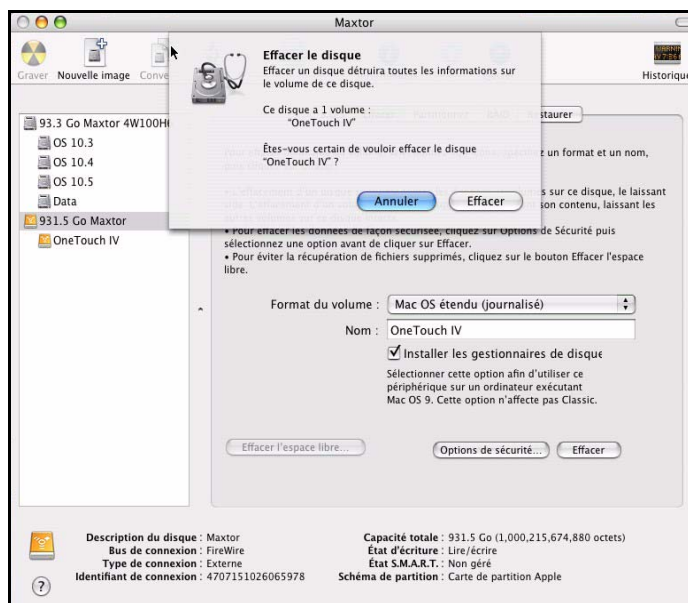 Maxtor
Graver
Nouvelle image
Historique
Effacer le disque
Effacer un disque détruira toutes les informations sur
le volume de ce disque.
Ce disque a 1 volume :
“OneTouch IV”
Êtes-vous certain de vouloir effacer le disque
“OneTouch IV” ?
Annuler
Effacer
93.3 Go Maxtor
OS 10.3
OS 10.4
OS 10.5
Data
931.5 Go Maxtor
OneTouch IV
Restaurer
un format et un nom,
s sur ce disque, le laissant
son contenu, laissant les
• Pour effacer les données de façon sécurisée, cliquez sur Options de Sécurité puis
sélectionnez une option avant de cliquer sur Effacer.
• Pour éviter la récupération de fichiers supprimés, cliquez sur le bouton Effacer l'espace
libre.
Format du volume : Mac OS étendu (journalisé)
Nom : OneTouch IV
Installer les gestionnaires de disque
Sélectionner cette option afin d’utiliser ce
périphérique sur un ordinateur exécutant
Mac OS 9. Cette option n’affecte pas Classic.
Effacer l'espace libre...
Options de sécurité...
Effacer
Description du disque : Maxtor
Bus de connexion : FireWire
Type de connexion : Externe
Identifiant de connexion : 4707151026065978
Capacité totale : 931.5 Go (1,000,215,674,880 octets)
État d'écriture : Lire/écrire
État S.M.A.R.T. : Non géré
Schéma de partition : Carte de partition Apple
?